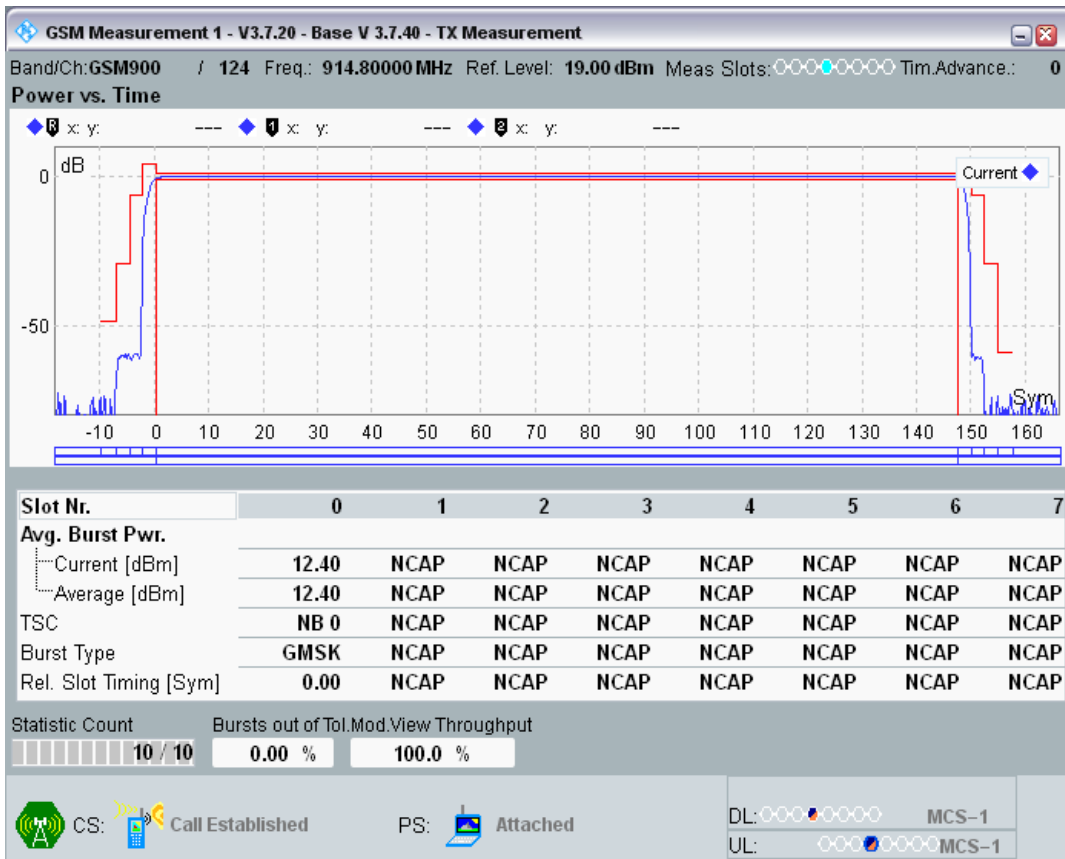 GSM Measurement 1 - V3.7.20 - Base V 3.7.40 - TX Measurement
Band/Ch:GSM900 / 124 Freq.: 914.80000 MHz Ref. Level: 19.00 dBm Meas Slots: Tim.Advance.: 0
Power vs. Time
R x: y: --- 1 x: y: --- 2 x: y: ---
dB
0
Current
-50
Sym
-10 0 10 20 30 40 50 60 70 80 90 100 110 120 130 140 150 160
Slot Nr. 0 1 2 3 4 5 6 7
Avg. Burst Pwr.
Current [dBm] 12.40 NCAP NCAP NCAP NCAP NCAP NCAP NCAP
Average [dBm] 12.40 NCAP NCAP NCAP NCAP NCAP NCAP NCAP
TSC NB 0 NCAP NCAP NCAP NCAP NCAP NCAP NCAP
Burst Type GMSK NCAP NCAP NCAP NCAP NCAP NCAP NCAP
Rel. Slot Timing [Sym] 0.00 NCAP NCAP NCAP NCAP NCAP NCAP NCAP
Statistic Count Bursts out of Tol.Mod.View Throughput
10 / 10 0.00 % 100.0 %
CS: Call Established PS: Attached
DL: MCS-1
UL: MCS-1